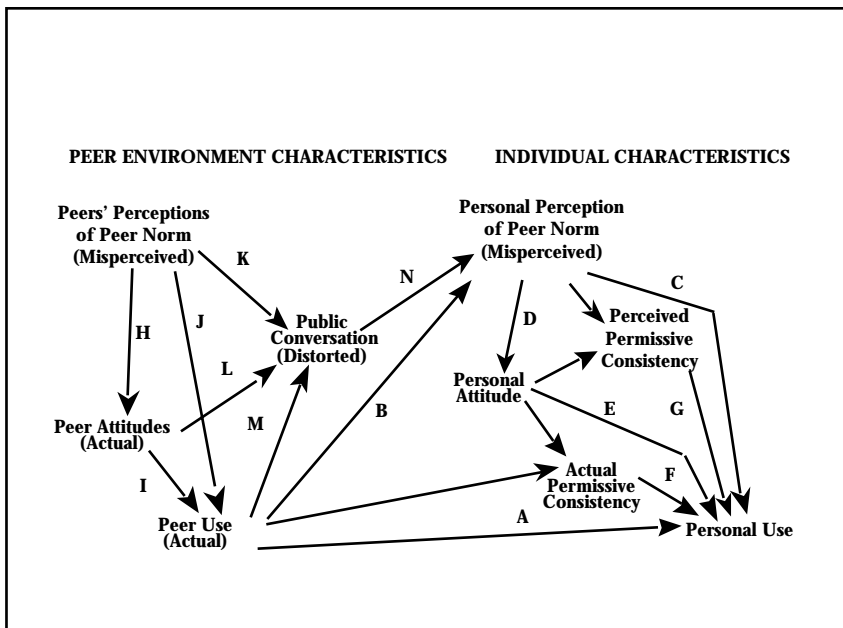 PEER ENVIRONMENT CHARACTERISTICS
INDIVIDUAL CHARACTERISTICS
Peers' Perceptions
of Peer Norm
(Misperceived)
K
J
H
Public
Conversation
(Distorted)
L
M
Peer Attitudes
(Actual)
I
Peer Use
(Actual)
N
B
A
Personal Perception
of Peer Norm
(Misperceived)
C
D
Perceived
Permissive
Consistency
Personal
Attitude
E
G
Actual
Permissive
Consistency
F
Personal Use